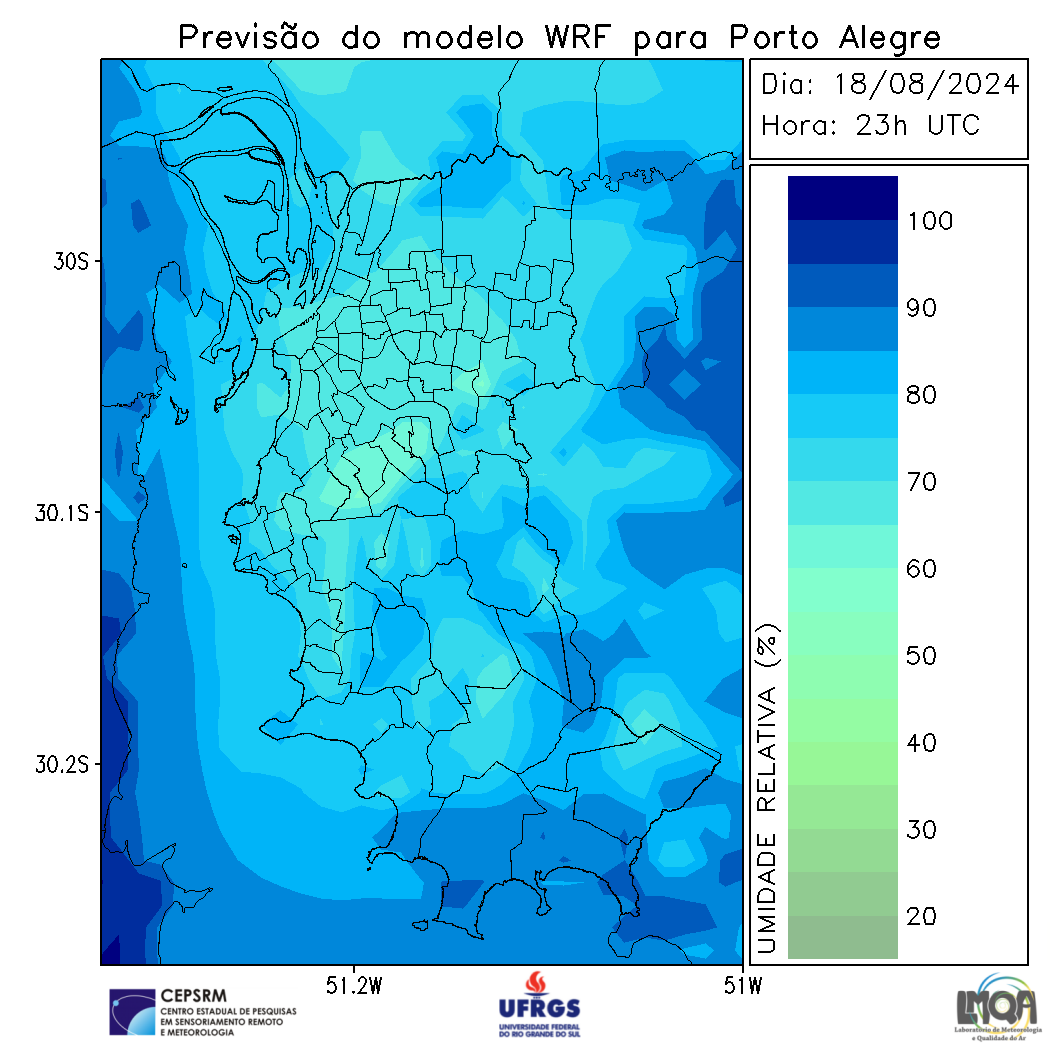 Previsão do modelo WRF para Porto Alegre
Dia: 18/08/2024
Hora: 23h UTC
100
90
80
70
60
50
40
30
20
UMIDADE RELATIVA (%)
30S
30.1S
30.2S
51.2W
51W
CEPSRM
CENTRO ESTADUAL DE PESQUISAS
EM SENSORIAMENTO REMOTO
E METEOROLOGIA
UFRGS
UNIVERSIDADE FEDERAL
DO RIO GRANDE DO SUL
LMQA
Laboratório de Meteorologia
e Qualidade do Ar